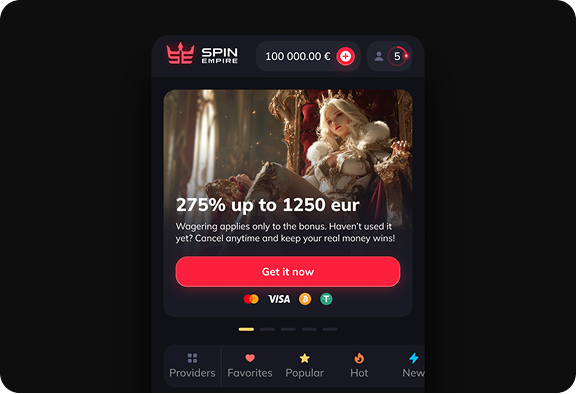 SPIN
EMPIRE
100 000.00 €
5
275% up to 1250 eur
Wagering applies only to the bonus. Haven’t used it
yet? Cancel anytime and keep your real money wins!
Get it now
VISA
Providers
Favorites
Popular
Hot
New